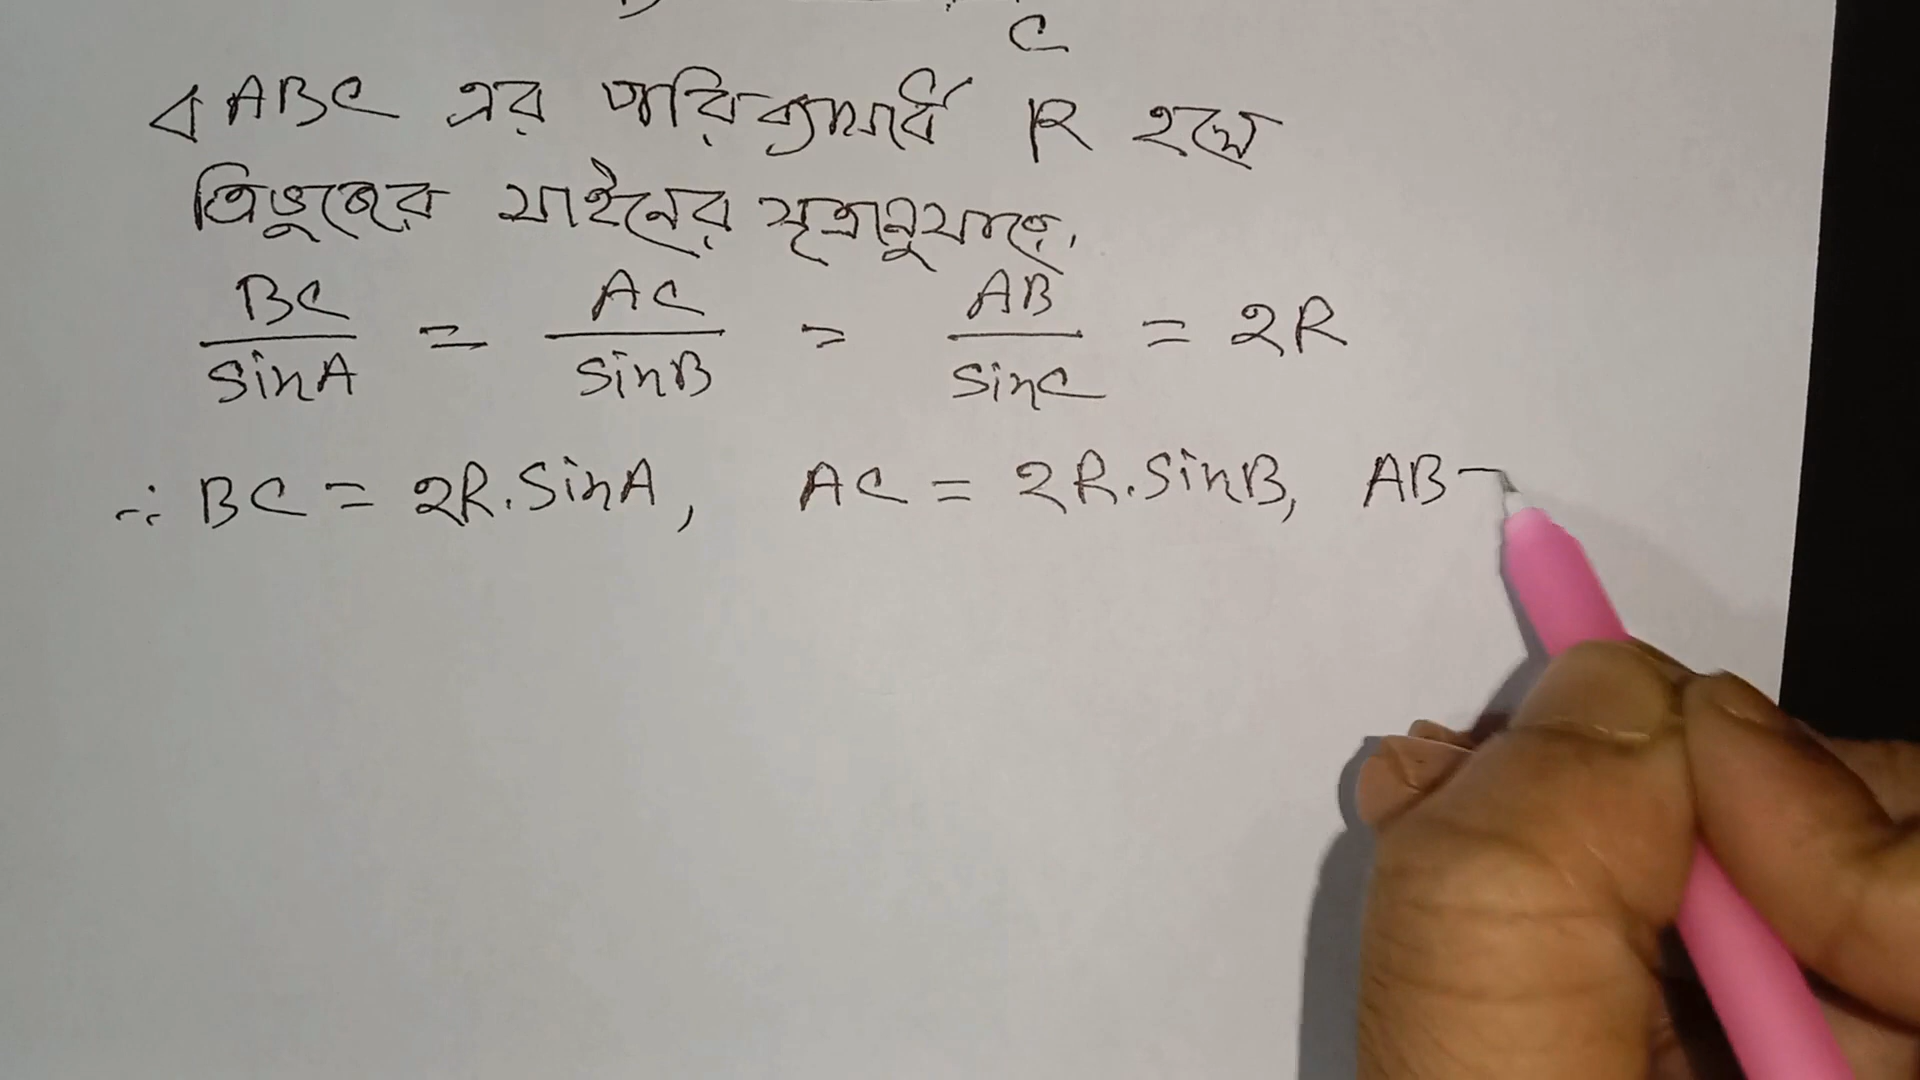 C
△ABC এর পরিব্যাসার্ধ R হলে
ত্রিভুজের সাইনের সূত্রানুসারে,
BC/sinA = AC/sinB = AB/sinC = 2R
∴ BC = 2R.sinA, AC = 2R.sinB, AB =